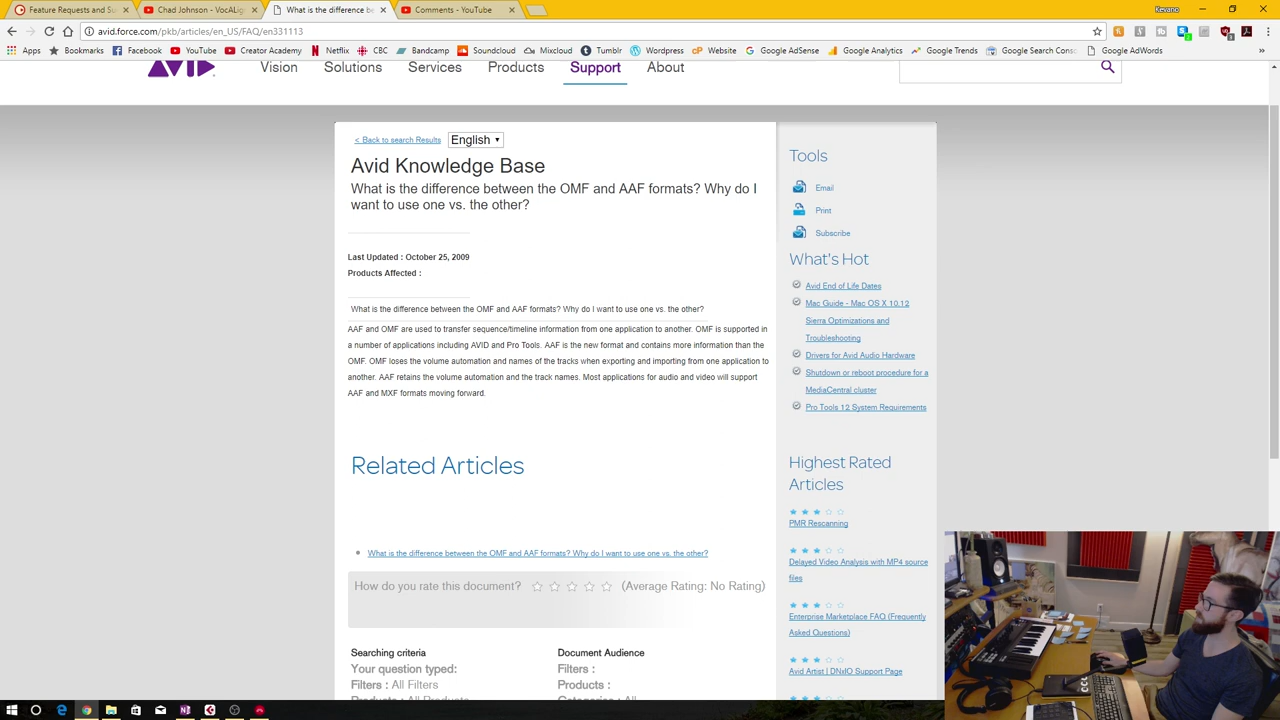 Feature Requests and Su
Chad Johnson - VocALig
What is the difference be
Comments - YouTube
Revano
avid.force.com/pkb/articles/en_US/FAQ/en331113
Apps
Bookmarks
Facebook
YouTube
Creator Academy
Netflix
CBC
Bandcamp
Soundcloud
Mixcloud
Tumblr
Wordpress
Website
Google AdSense
Google Analytics
Google Trends
Google Search Conso
Google AdWords
AVID
Vision
Solutions
Services
Products
Support
About
< Back to search Results
English
Avid Knowledge Base
What is the difference between the OMF and AAF formats? Why do I
want to use one vs. the other?
Last Updated : October 25, 2009
Products Affected :
What is the difference between the OMF and AAF formats? Why do I want to use one vs. the other?
AAF and OMF are used to transfer sequence/timeline information from one application to another. OMF is supported in
a number of applications including AVID and Pro Tools. AAF is the new format and contains more information than the
OMF. OMF loses the volume automation and names of the tracks when exporting and importing from one application to
another. AAF retains the volume automation and the track names. Most applications for audio and video will support
AAF and MXF formats moving forward.
Related Articles
What is the difference between the OMF and AAF formats? Why do I want to use one vs. the other?
How do you rate this document?
(Average Rating: No Rating)
Searching criteria
Your question typed:
Filters : All Filters
Products : All Products
Document Audience
Filters :
Products :
Categories : All
Tools
Email
Print
Subscribe
What's Hot
Avid End of Life Dates
Mac Guide - Mac OS X 10.12
Sierra Optimizations and
Troubleshooting
Drivers for Avid Audio Hardware
Shutdown or reboot procedure for a
MediaCentral cluster
Pro Tools 12 System Requirements
Highest Rated
Articles
PMR Rescanning
Delayed Video Analysis with MP4 source
files
Enterprise Marketplace FAQ (Frequently
Asked Questions)
Avid Artist | DNxIO Support Page